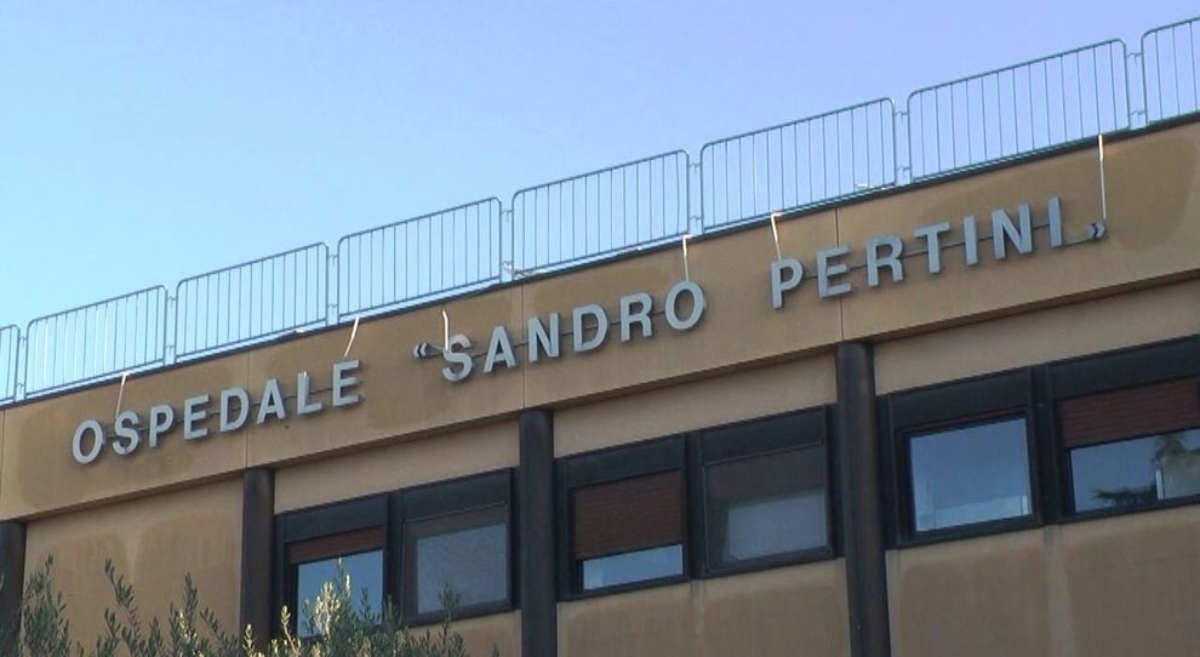 OSPEDALE «SANDRO PERTINI»